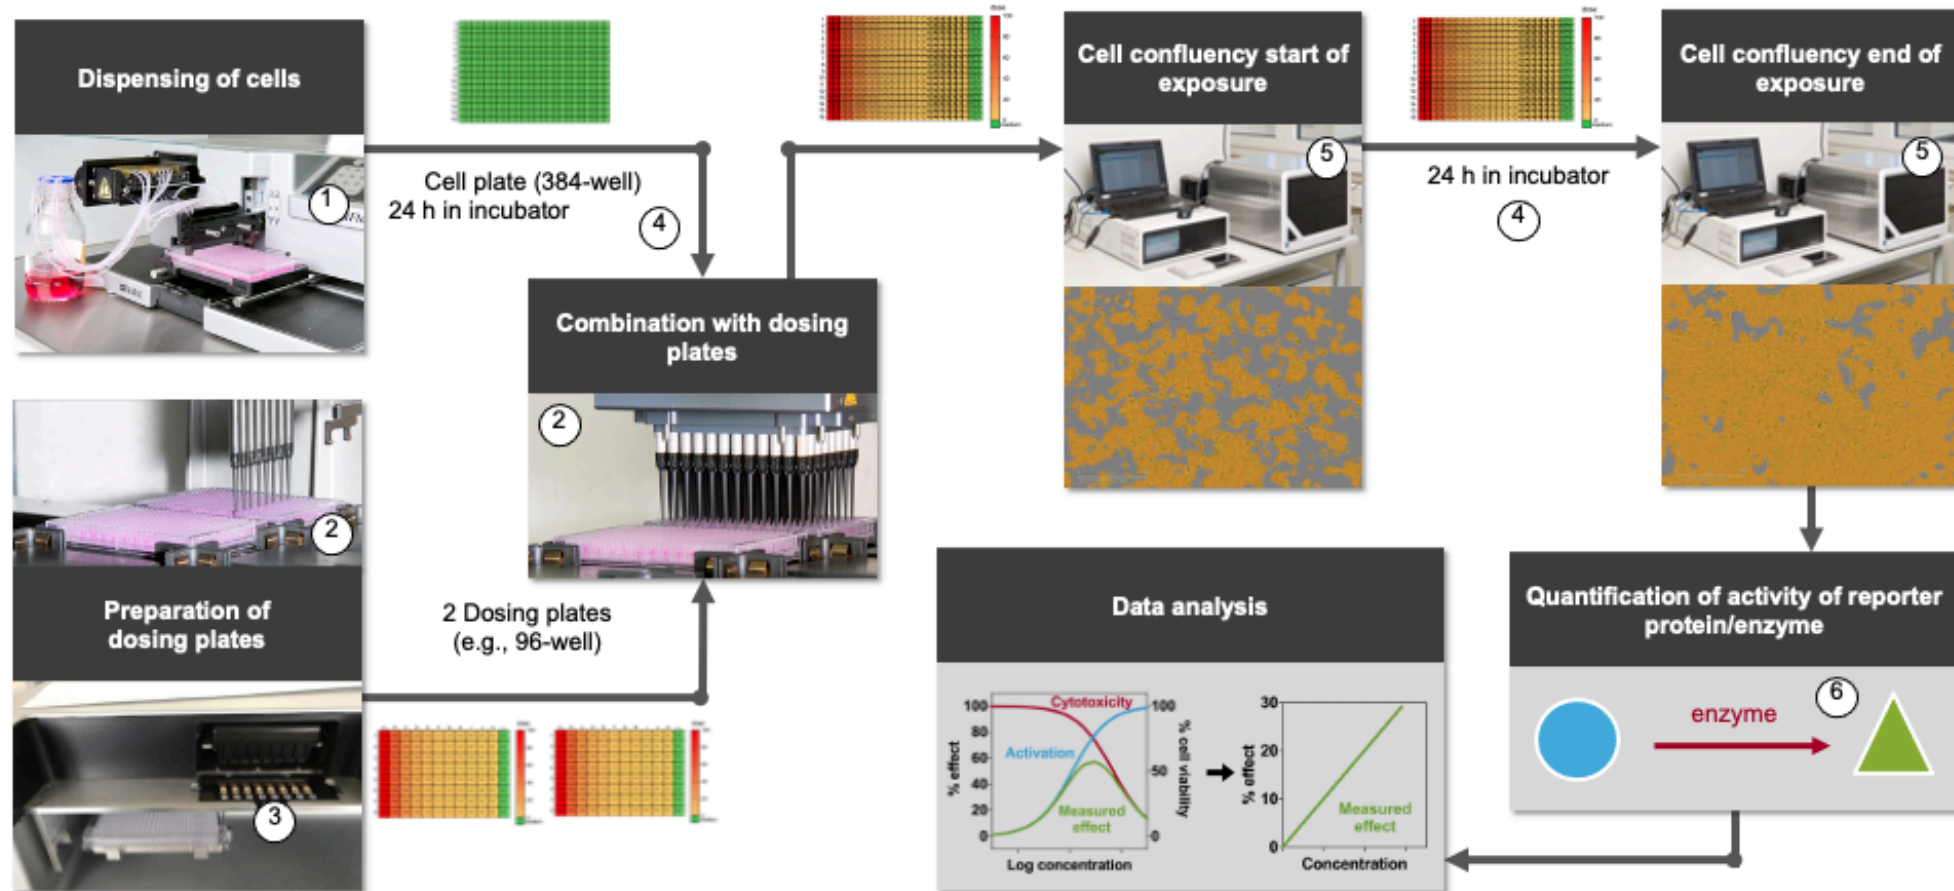 Dispensing of cells
1
Cell plate (384-well)
24 h in incubator
4
Preparation of
dosing plates
2
3
2 Dosing plates
(e.g., 96-well)
Combination with dosing
plates
2
Cell confluency start of
exposure
5
24 h in incubator
4
Cell confluency end of
exposure
5
Quantification of activity of reporter
protein/enzyme
6
enzyme
Data analysis
% effect
100
80
60
40
20
0
Cytotoxicity
Activation
Measured
effect
100
50
0
% cell viability
Log concentration
% effect
30
20
10
0
Measured
effect
Concentration